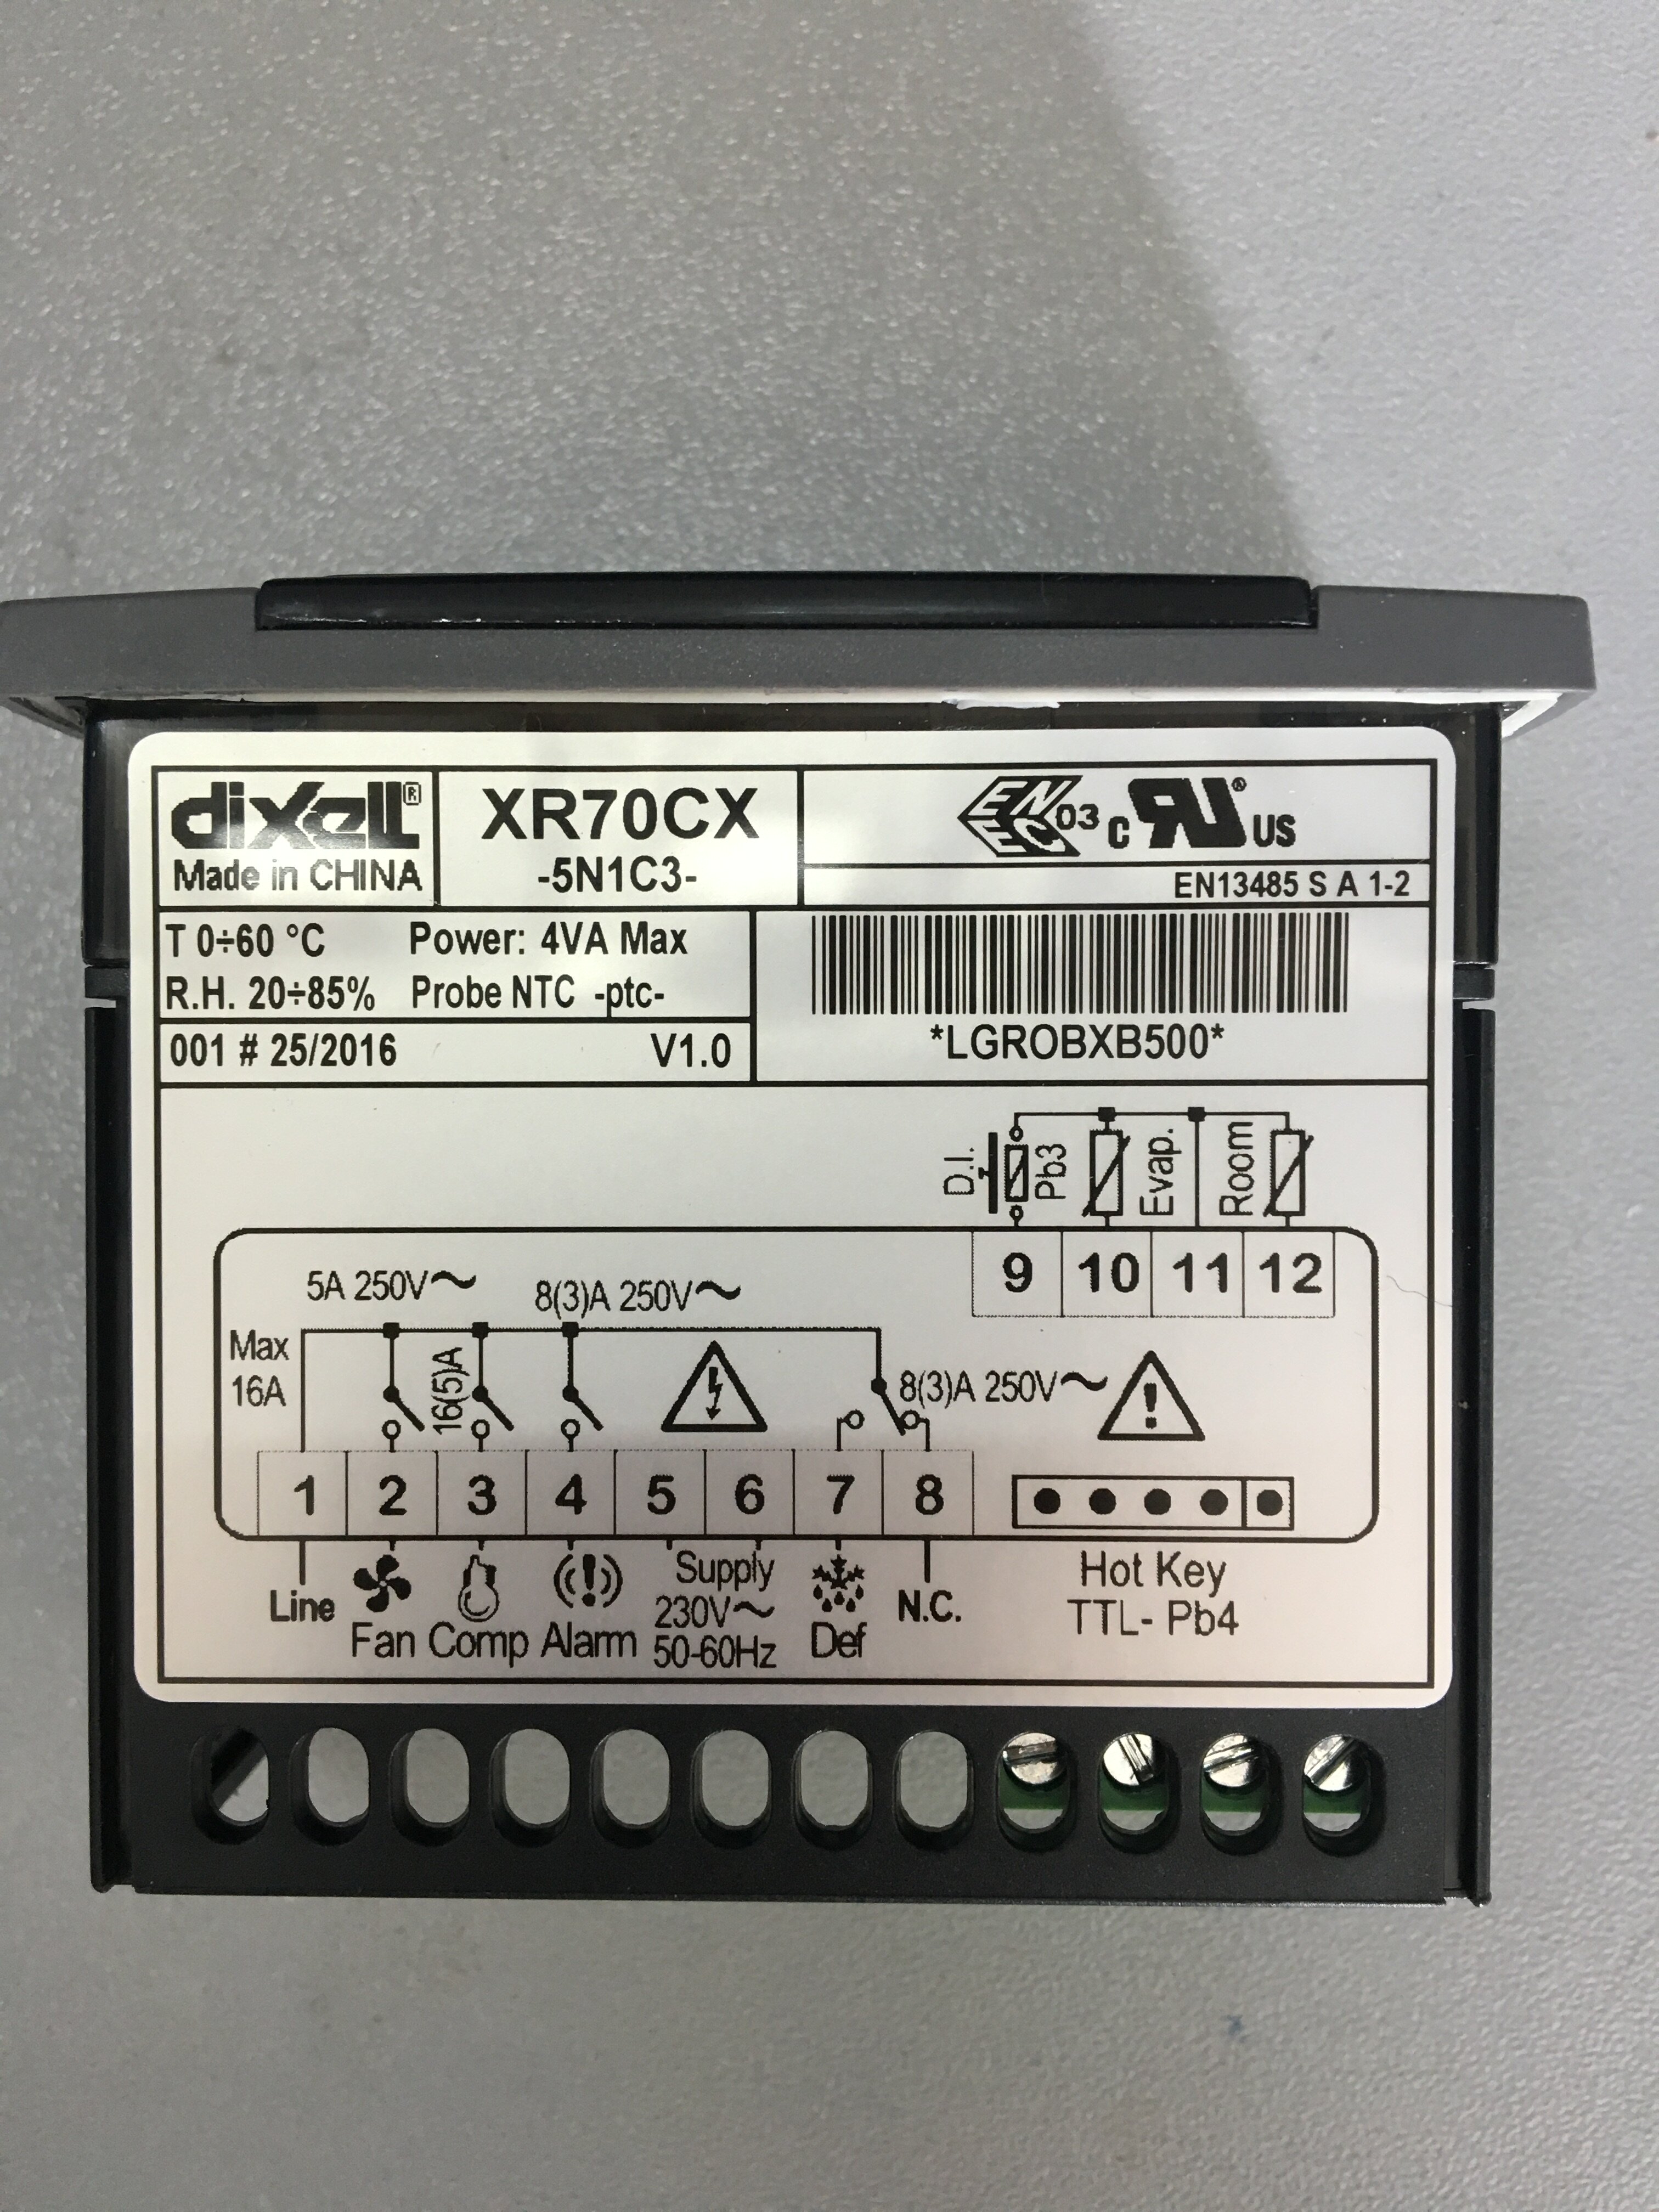 dixell®
Made in CHINA
XR70CX
-5N1C3-
ENEC 03 c RU® US
EN13485 S A 1-2
T 0÷60 °C Power: 4VA Max
R.H. 20÷85% Probe NTC -ptc-
001 # 25/2016 V1.0
*LGROBXB500*
D.I. Pb3 Evap. Room
9 10 11 12
5A 250V~ 8(3)A 250V~
Max
16A
16(5)A
8(3)A 250V~
1 2 3 4 5 6 7 8
Line
Fan
Comp
Alarm
Supply
230V~
50-60Hz
Def
N.C.
Hot Key
TTL- Pb4